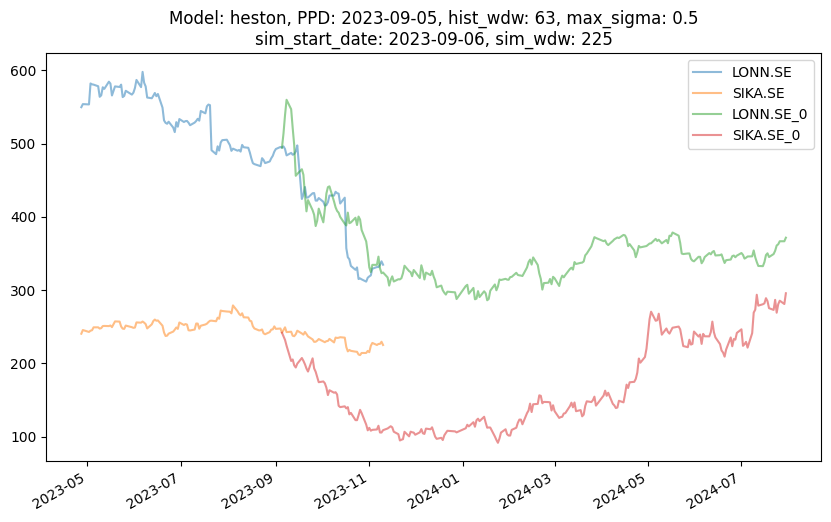 Model: heston, PPD: 2023-09-05, hist_wdw: 63, max_sigma: 0.5
sim_start_date: 2023-09-06, sim_wdw: 225
LONN.SE
SIKA.SE
LONN.SE_0
SIKA.SE_0
600
500
400
300
200
100
2023-05
2023-07
2023-09
2023-11
2024-01
2024-03
2024-05
2024-07